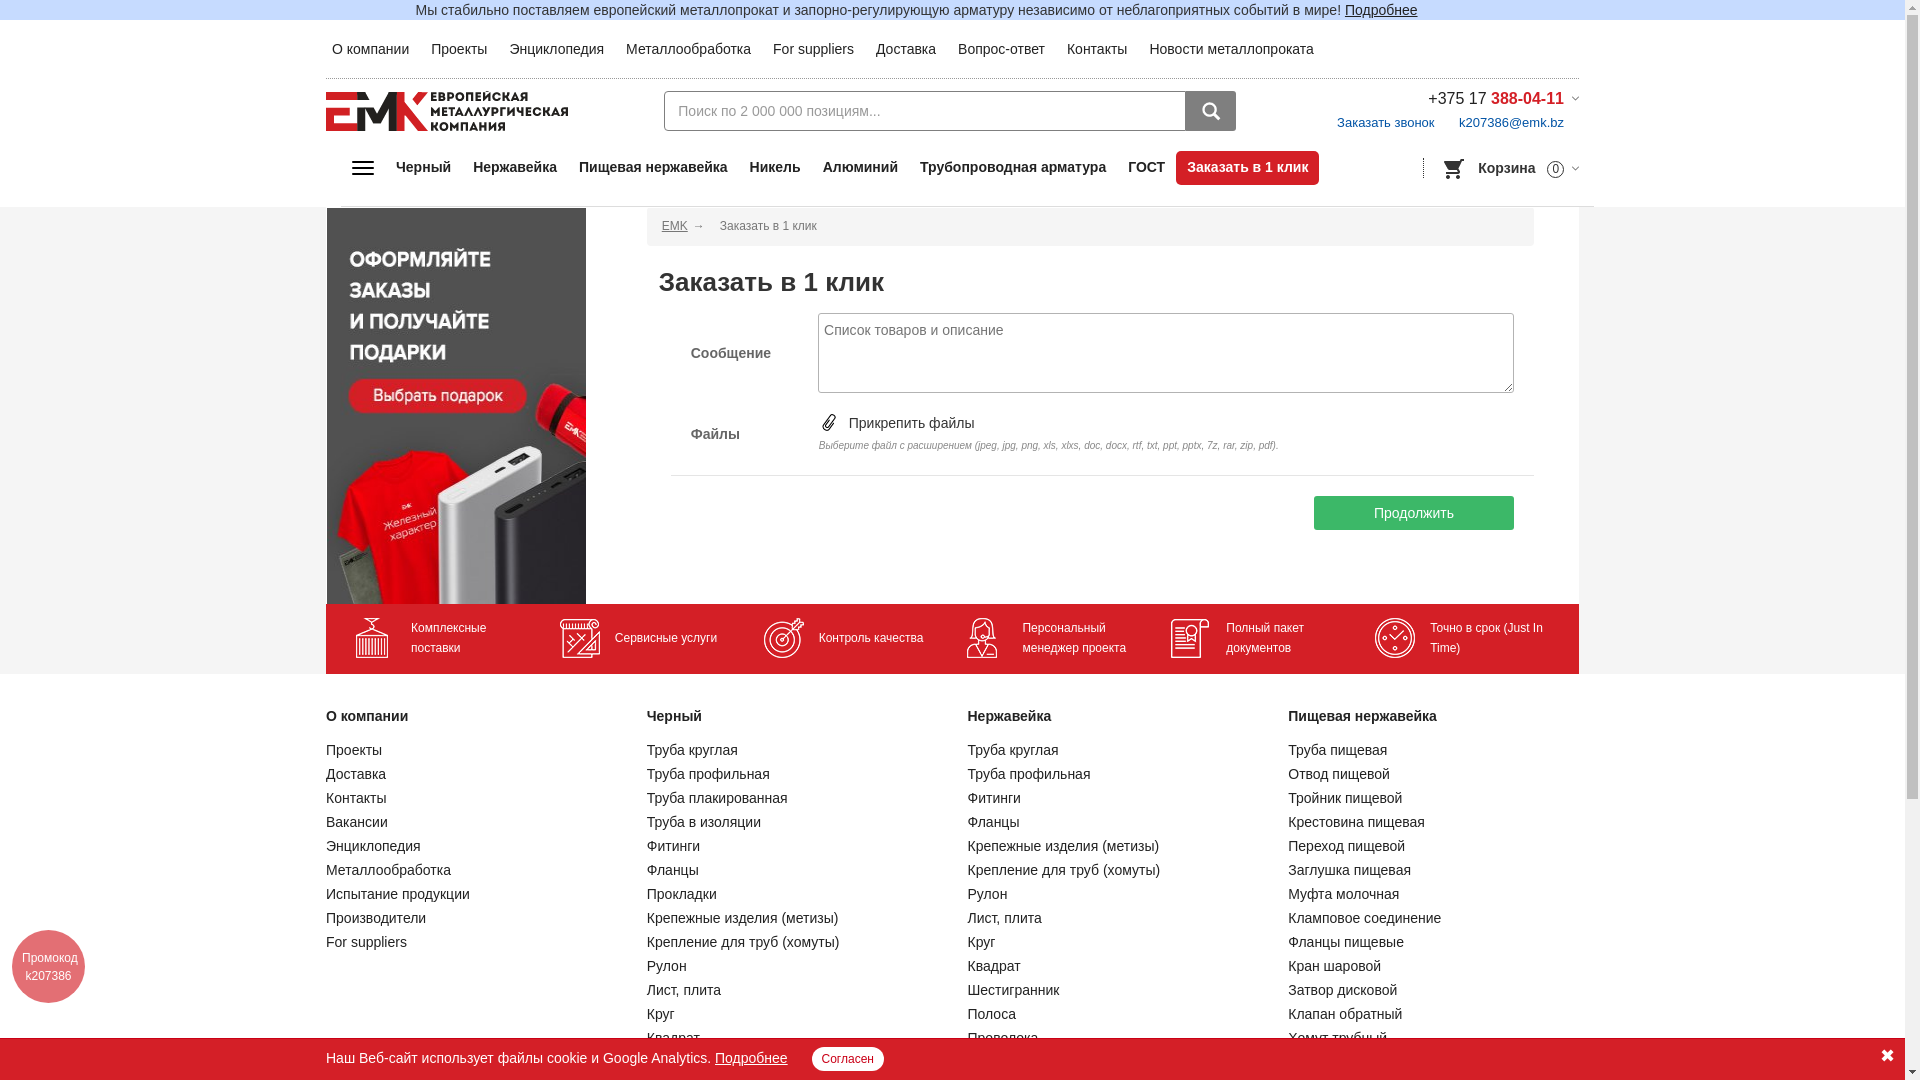 Мы стабильно поставляем европейский металлопрокат и запорно-регулирующую арматуру независимо от неблагоприятных событий в мире! Подробнее
О компании Проекты Энциклопедия Металлообработка For suppliers Доставка Вопрос-ответ Контакты Новости металлопроката
ЕМК ЕВРОПЕЙСКАЯ
МЕТАЛЛУРГИЧЕСКАЯ
КОМПАНИЯ
Поиск по 2 000 000 позициям...
+375 17 388-04-11
Заказать звонок k207386@emk.bz
Черный Нержавейка Пищевая нержавейка Никель Алюминий Трубопроводная арматура ГОСТ Заказать в 1 клик
Корзина 0
ОФОРМЛЯЙТЕ
ЗАКАЗЫ
И ПОЛУЧАЙТЕ
ПОДАРКИ
Выбрать подарок
ЕМК
ЕМК
Железный
характер
ЕМК → Заказать в 1 клик
Заказать в 1 клик
Сообщение
Список товаров и описание
Файлы
Прикрепить файлы
Выберите файл с расширением (jpeg, jpg, png, xls, xlxs, doc, docx, rtf, txt, ppt, pptx, 7z, rar, zip, pdf).
Продолжить
Комплексные
поставки
Сервисные услуги
Контроль качества
Персональный
менеджер проекта
Полный пакет
документов
Точно в срок (Just In
Time)
О компании
Проекты
Доставка
Контакты
Вакансии
Энциклопедия
Металлообработка
Испытание продукции
Производители
For suppliers
Черный
Труба круглая
Труба профильная
Труба плакированная
Труба в изоляции
Фитинги
Фланцы
Прокладки
Крепежные изделия (метизы)
Крепление для труб (хомуты)
Рулон
Лист, плита
Круг
Квадрат
Нержавейка
Труба круглая
Труба профильная
Фитинги
Фланцы
Крепежные изделия (метизы)
Крепление для труб (хомуты)
Рулон
Лист, плита
Круг
Квадрат
Шестигранник
Полоса
Проволока
Пищевая нержавейка
Труба пищевая
Отвод пищевой
Тройник пищевой
Крестовина пищевая
Переход пищевой
Заглушка пищевая
Муфта молочная
Кламповое соединение
Фланцы пищевые
Кран шаровой
Затвор дисковой
Клапан обратный
Хомут трубный
Промокод
k207386
Наш Веб-сайт использует файлы cookie и Google Analytics. Подробнее Согласен